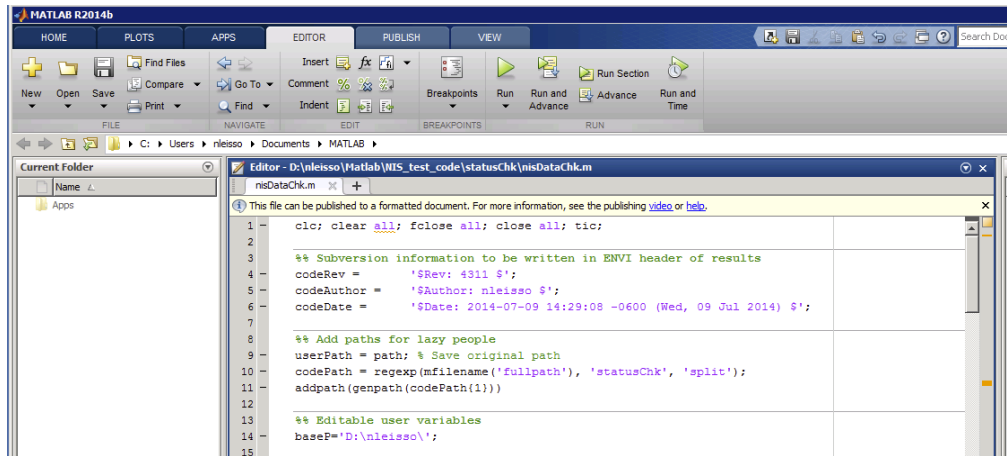 MATLAB R2014b
HOME PLOTS APPS EDITOR PUBLISH VIEW Search Doc
New Open Save Find Files Compare Print Go To Find Insert fx Comment Indent Breakpoints Run Run and Advance Run Section Advance Run and Time
FILE NAVIGATE EDIT BREAKPOINTS RUN
C: Users nleisso Documents MATLAB
Current Folder
Name
Apps
Editor - D:\nleisso\Matlab\NIS_test_code\statusChk\nisDataChk.m
nisDataChk.m
This file can be published to a formatted document. For more information, see the publishing video or help.
1 clc; clear all; fclose all; close all; tic;
2
3 %% Subversion information to be written in ENVI header of results
4 codeRev = '$Rev: 4311 $';
5 codeAuthor = '$Author: nleisso $';
6 codeDate = '$Date: 2014-07-09 14:29:08 -0600 (Wed, 09 Jul 2014) $';
7
8 %% Add paths for lazy people
9 userPath = path; % Save original path
10 codePath = regexp(mfilename('fullpath'), 'statusChk', 'split');
11 addpath(genpath(codePath{1}))
12
13 %% Editable user variables
14 baseP='D:\nleisso\';
15